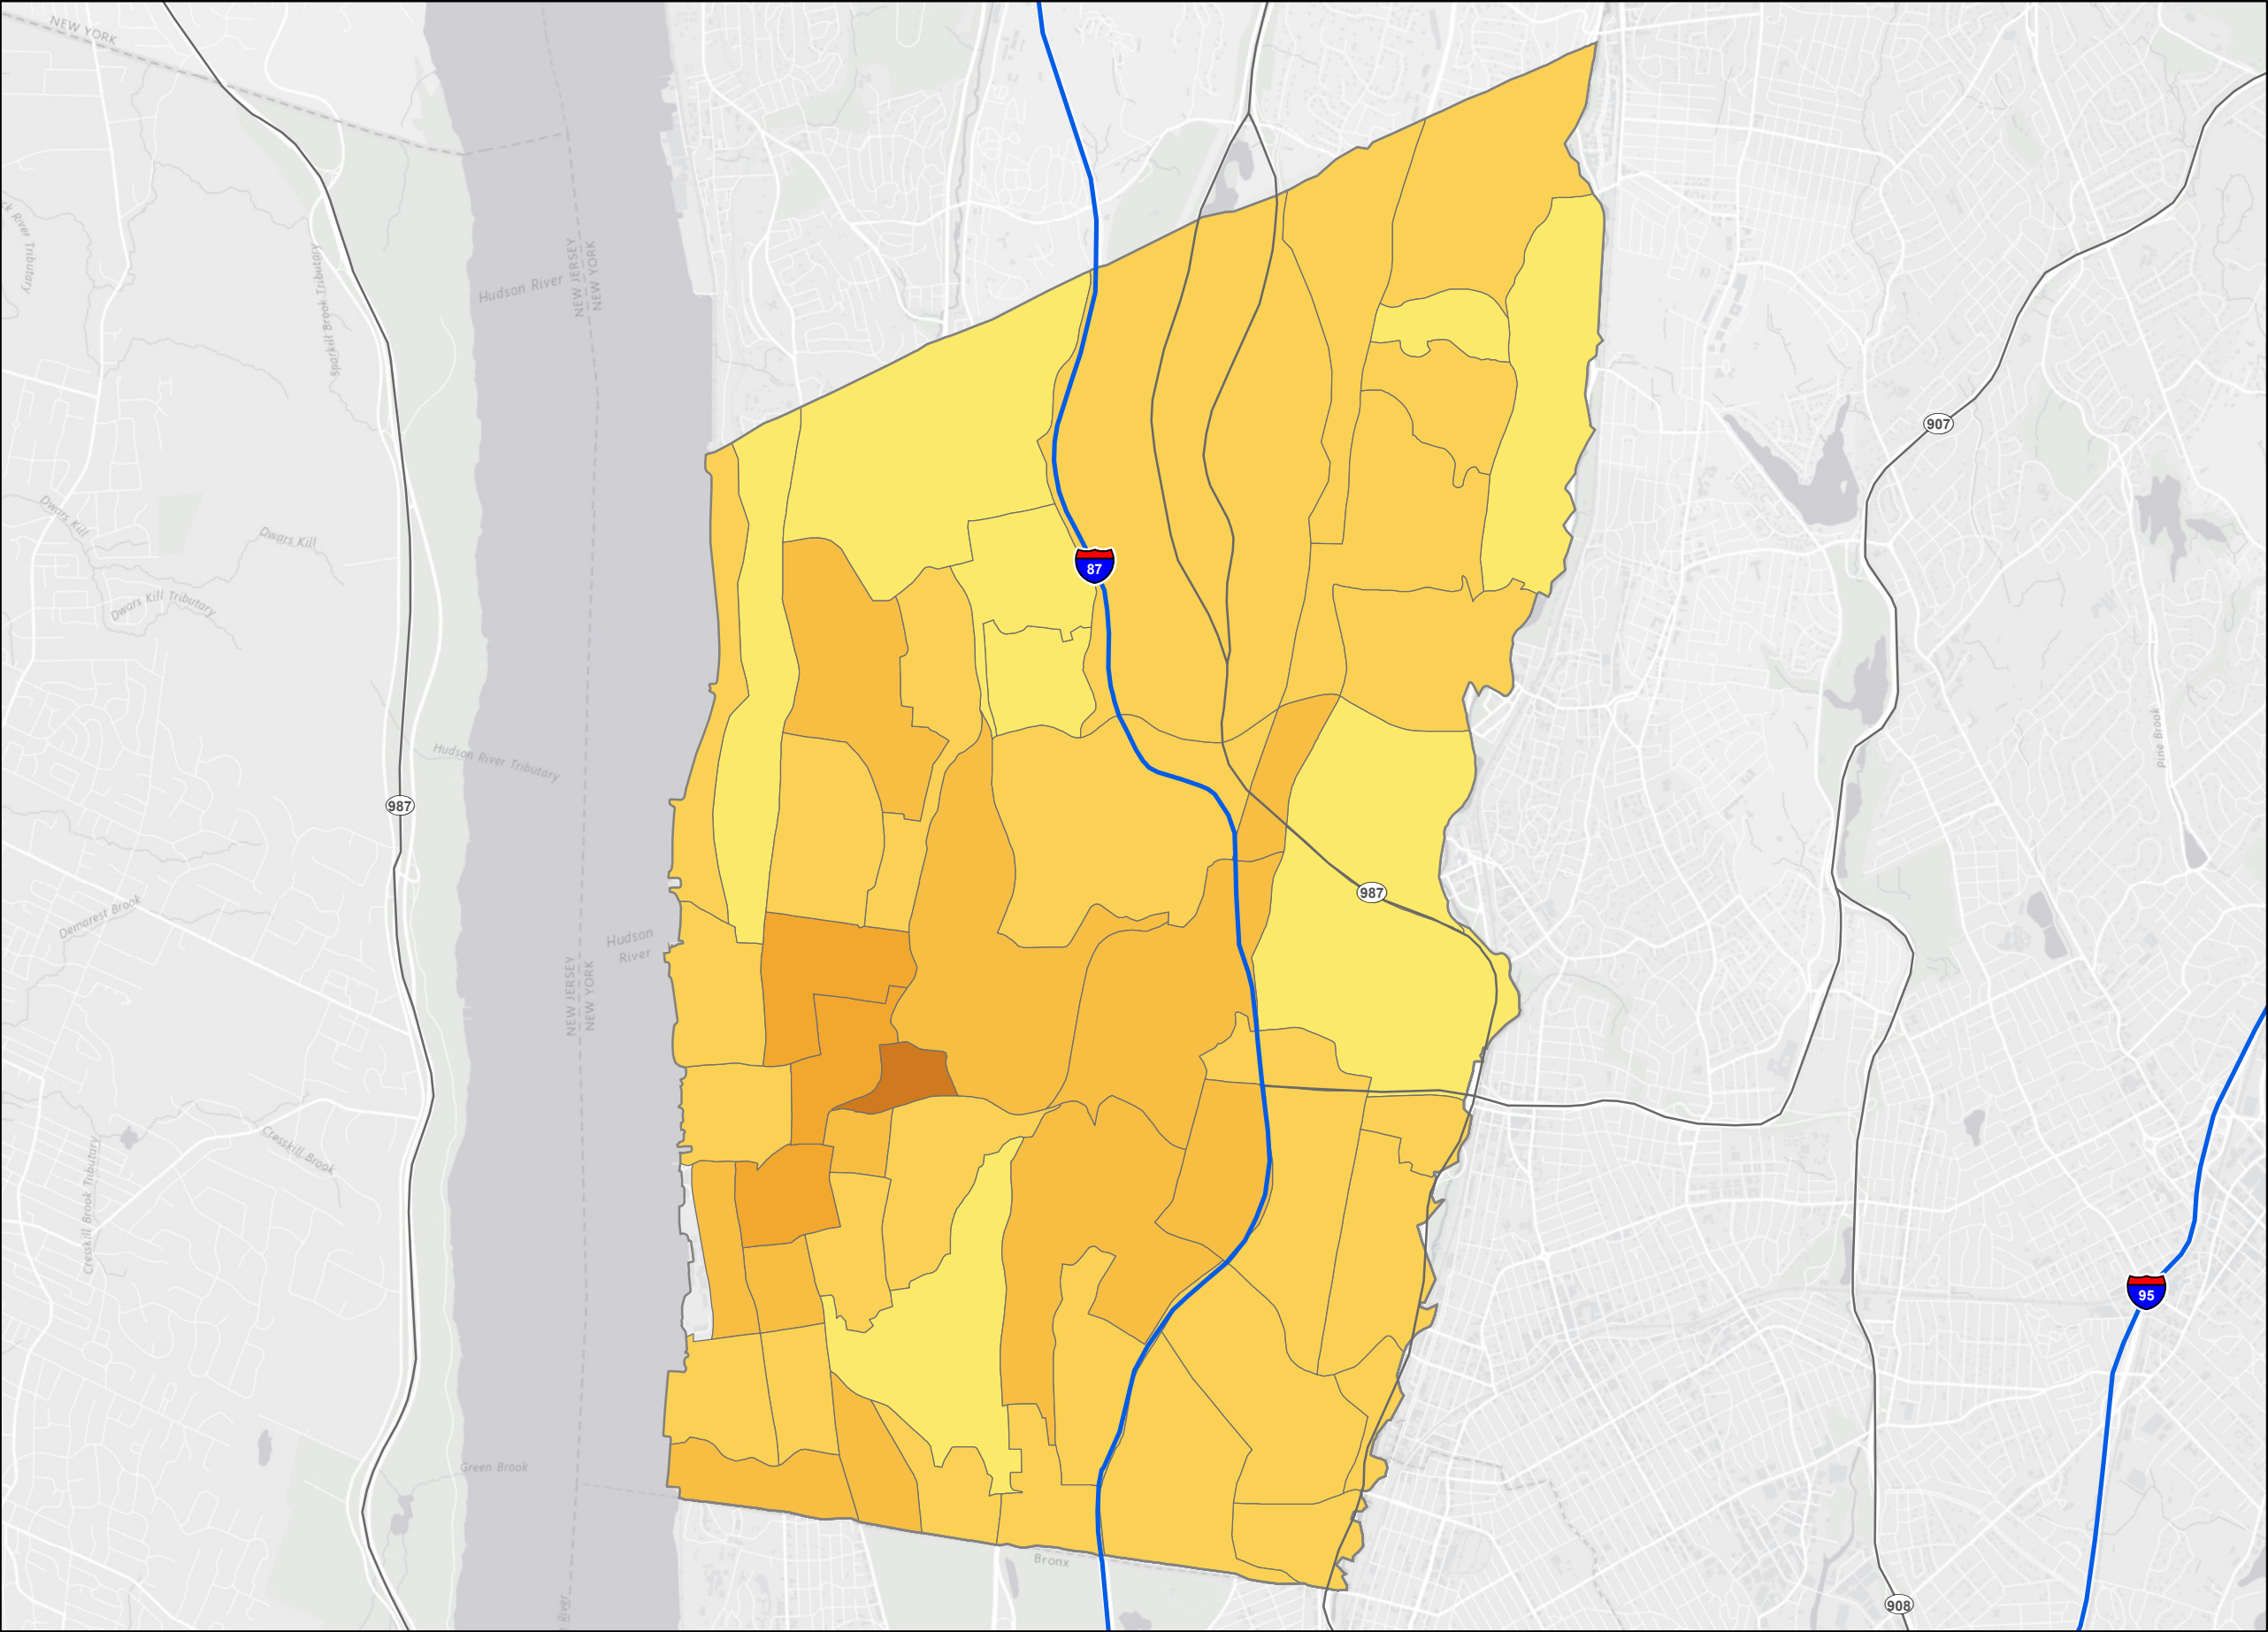 NEW YORK
ck River Tributary
Sparkill Brook Tributary
Hudson River
NEW JERSEY
NEW YORK
907
Dwars Kill
Dwars Kill
87
Dwars Kill Tributary
Hudson River Tributary
Pine Brook
987
987
Demarest Brook
Hudson
River
NEW JERSEY
NEW YORK
Cresskill Brook
Cresskill Brook Tributary
95
Green Brook
Bronx
River
908